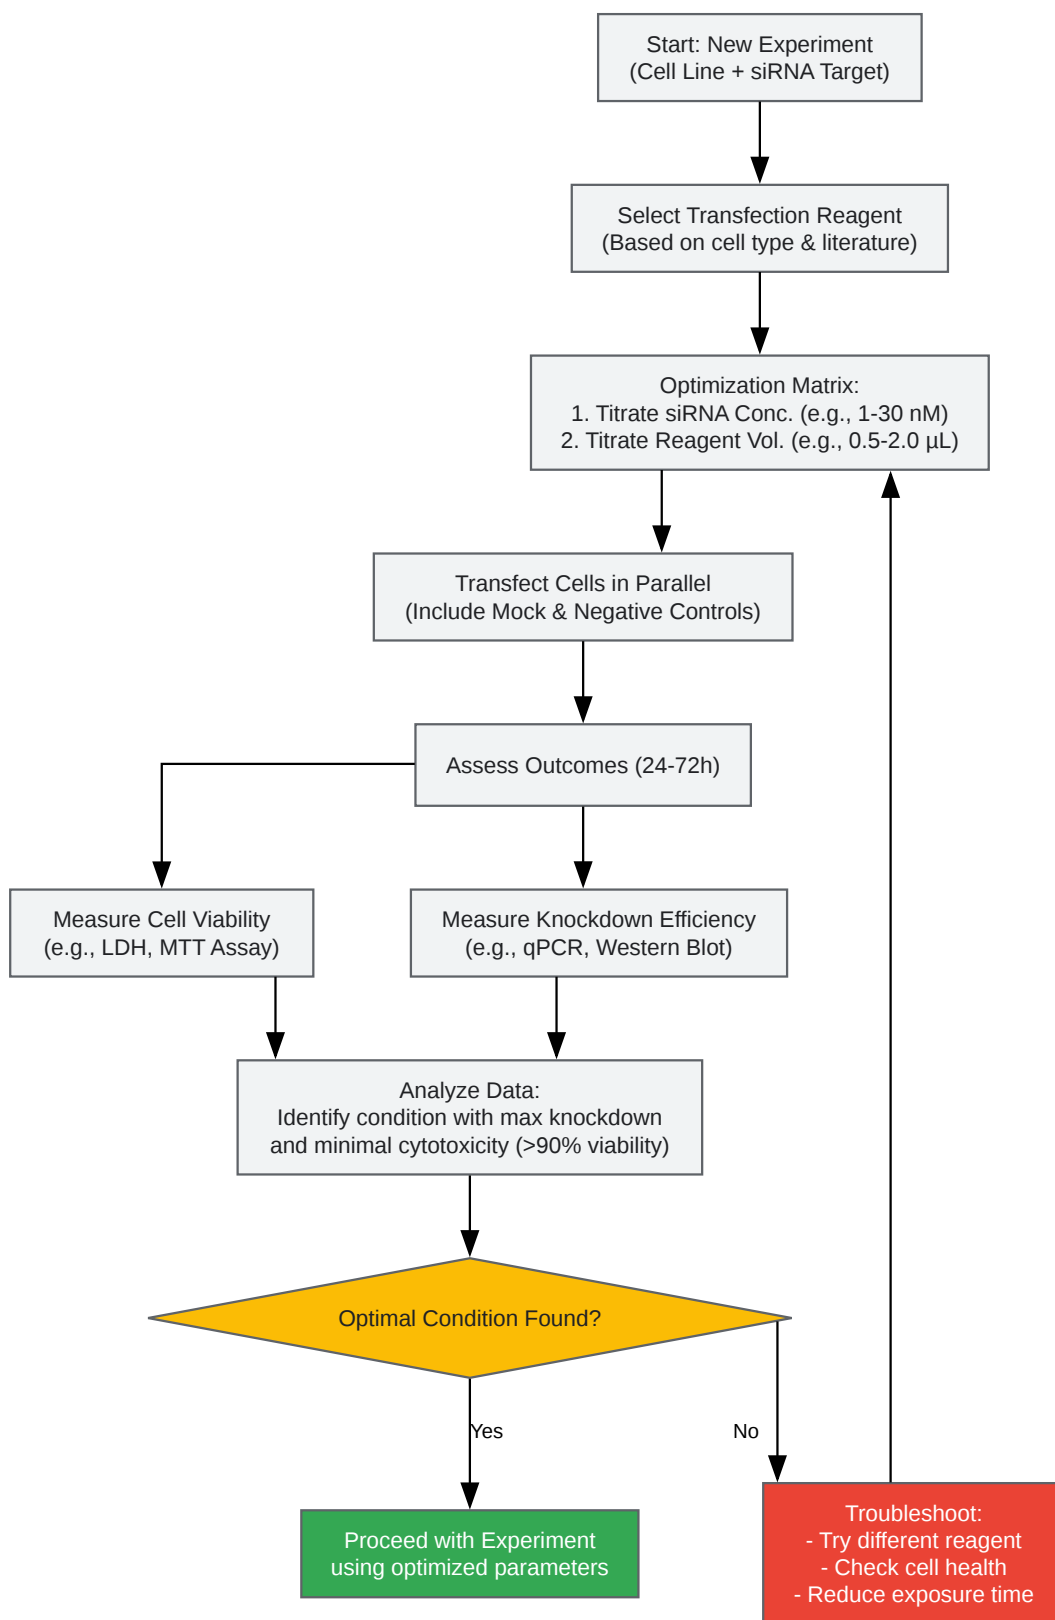 Start: New Experiment
(Cell Line + siRNA Target)
Select Transfection Reagent
(Based on cell type & literature)
Optimization Matrix:
1. Titrate siRNA Conc. (e.g., 1-30 nM)
2. Titrate Reagent Vol. (e.g., 0.5-2.0 µL)
Transfect Cells in Parallel
(Include Mock & Negative Controls)
Assess Outcomes (24-72h)
Measure Cell Viability
(e.g., LDH, MTT Assay)
Measure Knockdown Efficiency
(e.g., qPCR, Western Blot)
Analyze Data:
Identify condition with max knockdown
and minimal cytotoxicity (>90% viability)
Optimal Condition Found?
Yes
No
Proceed with Experiment
using optimized parameters
Troubleshoot:
- Try different reagent
- Check cell health
- Reduce exposure time